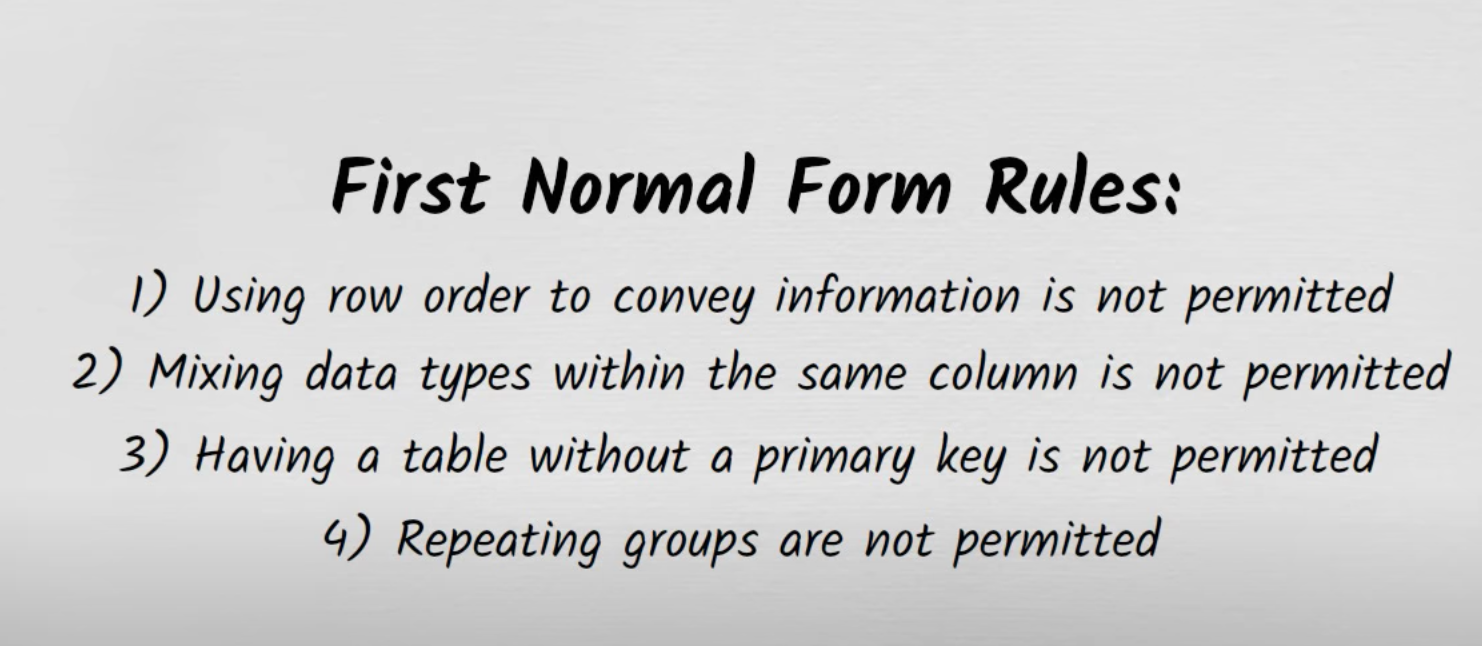 First Normal Form Rules:
1) Using row order to convey information is not permitted
2) Mixing data types within the same column is not permitted
3) Having a table without a primary key is not permitted
4) Repeating groups are not permitted